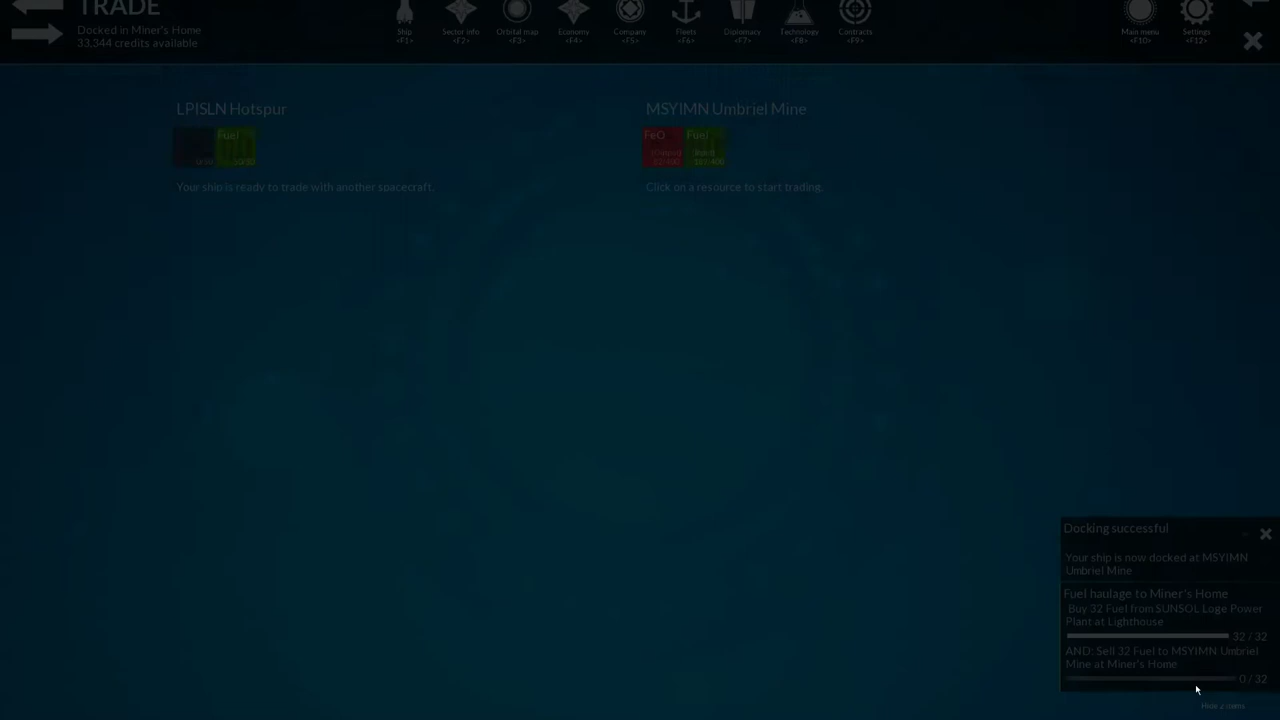 TRADE
Docked in Miner's Home
33,344 credits available
Ship
<F1>
Sector info
<F2>
Orbital map
<F3>
Economy
<F4>
Company
<F5>
Fleets
<F6>
Diplomacy
<F7>
Technology
<F8>
Contracts
<F9>
Main menu
<F10>
Settings
<F12>
LPISLN Hotspur
Fuel
Your ship is ready to trade with another spacecraft.
MSYIMN Umbriel Mine
FeO
Fuel
Click on a resource to start trading.
Docking successful
Your ship is now docked at MSYIMN
Umbriel Mine
Fuel haulage to Miner's Home
Buy 32 Fuel from SUNSOL Loge Power
Plant at Lighthouse
32 / 32
AND: Sell 32 Fuel to MSYIMN Umbriel
Mine at Miner's Home
0 / 32
Hide 2 items